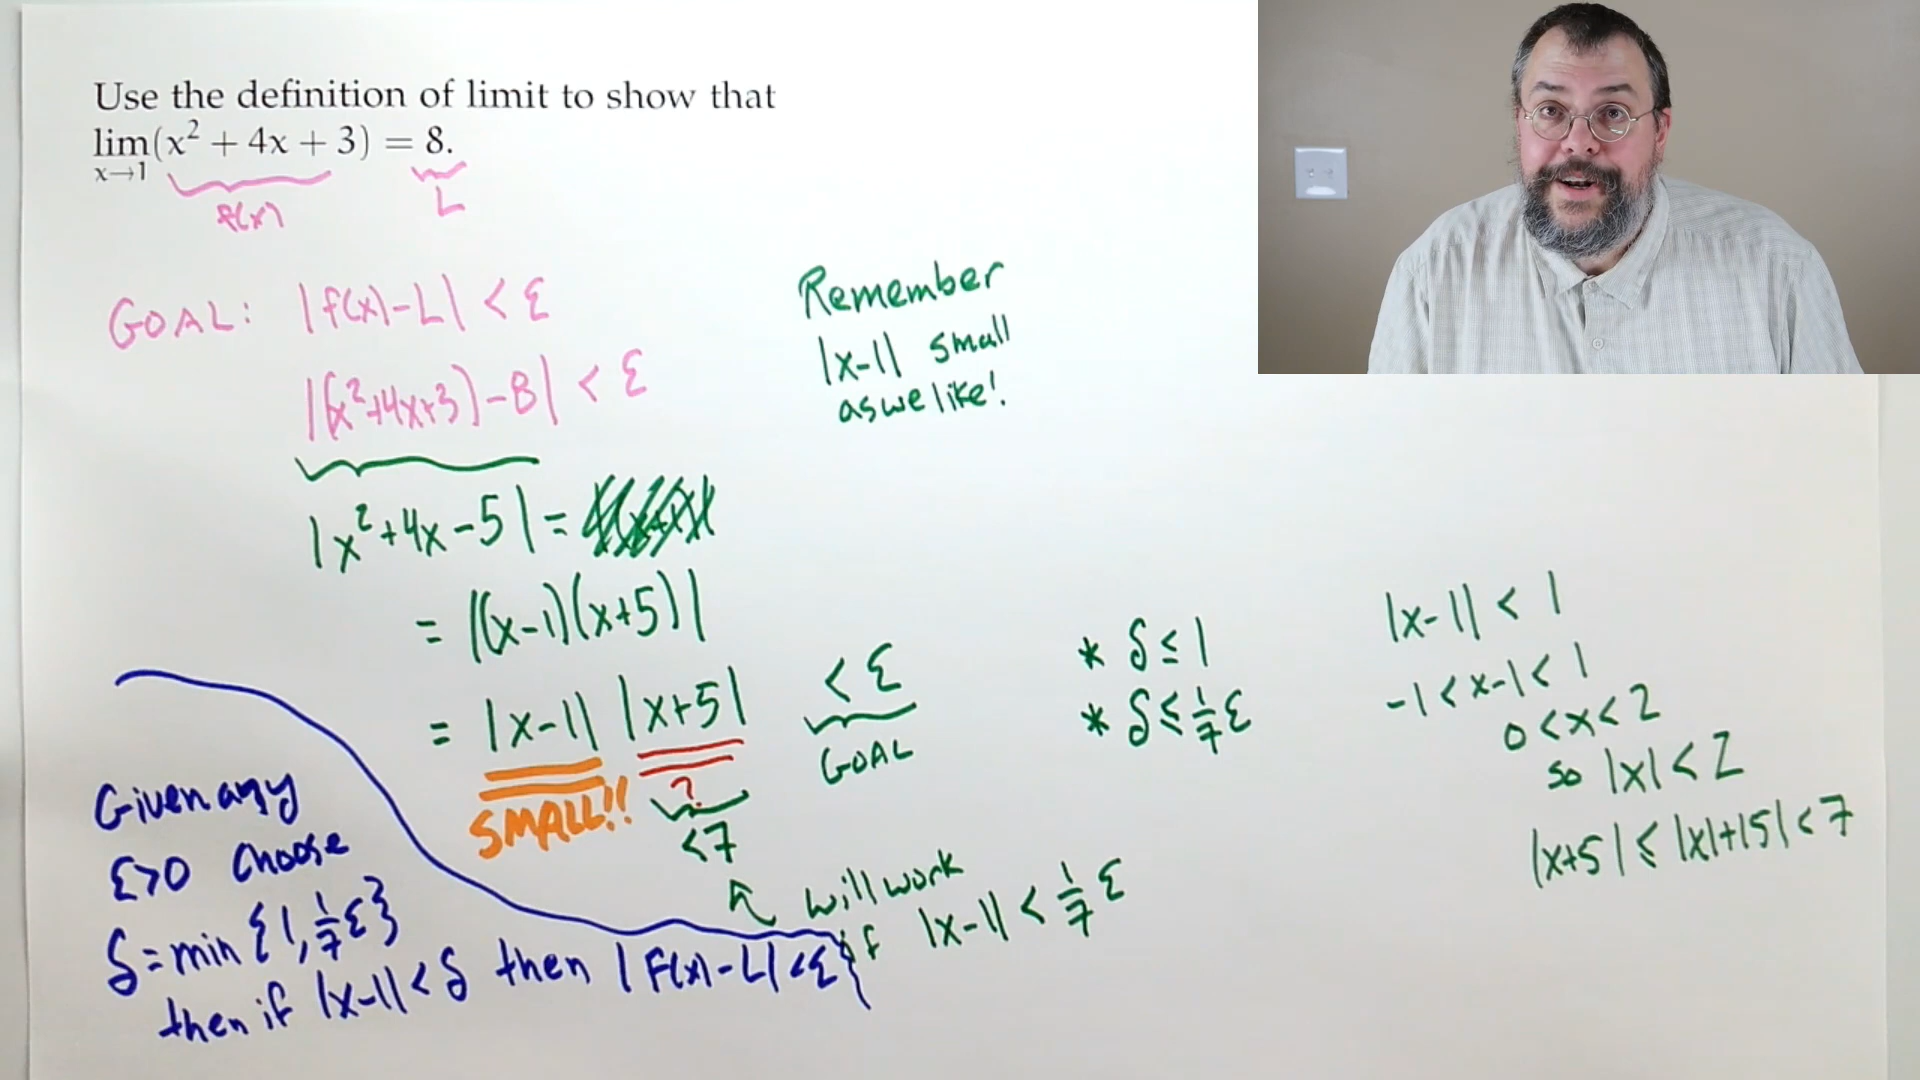 Use the definition of limit to show that
lim(x² + 4x + 3) = 8.
x→1
f(x)
L
GOAL: |f(x)-L| < ε
|(x²+4x+3)-8| < ε
Remember
|x-1| small
as we like!
|x²+4x-5| =
= |(x-1)(x+5)|
= |x-1| |x+5| < ε
SMALL!!
?
<7
GOAL
will work
if |x-1| < 1/7 ε
* δ ≤ 1
* δ ≤ 1/7 ε
|x-1| < 1
-1 < x-1 < 1
0 < x < 2
so |x| < 2
|x+5| ≤ |x|+|5| < 7
Given any
ε>0 choose
δ = min {1, 1/7 ε}
then if |x-1| < δ then |f(x)-L| < ε